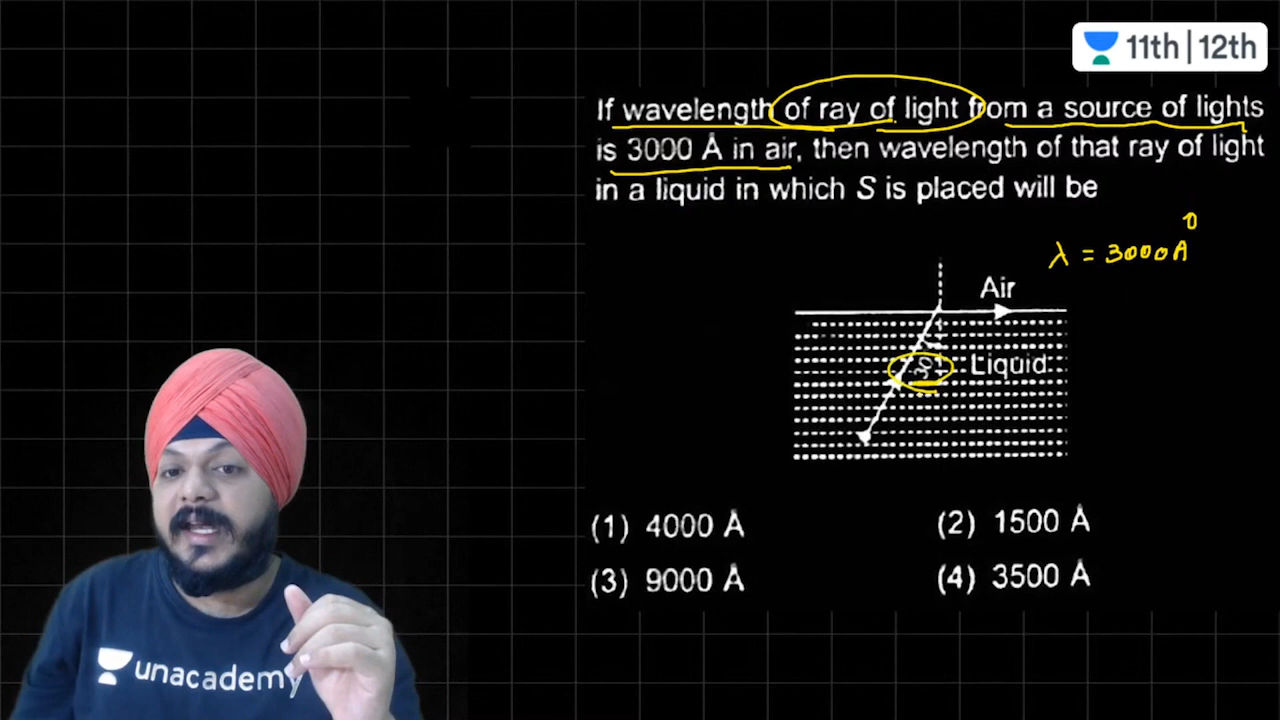 11th | 12th
If wavelength of ray of light from a source of lights
is 3000 Å in air, then wavelength of that ray of light
in a liquid in which S is placed will be
λ = 3000A°
Air
30
Liquid
(1) 4000 Å
(2) 1500 Å
(3) 9000 Å
(4) 3500 Å
unacademy